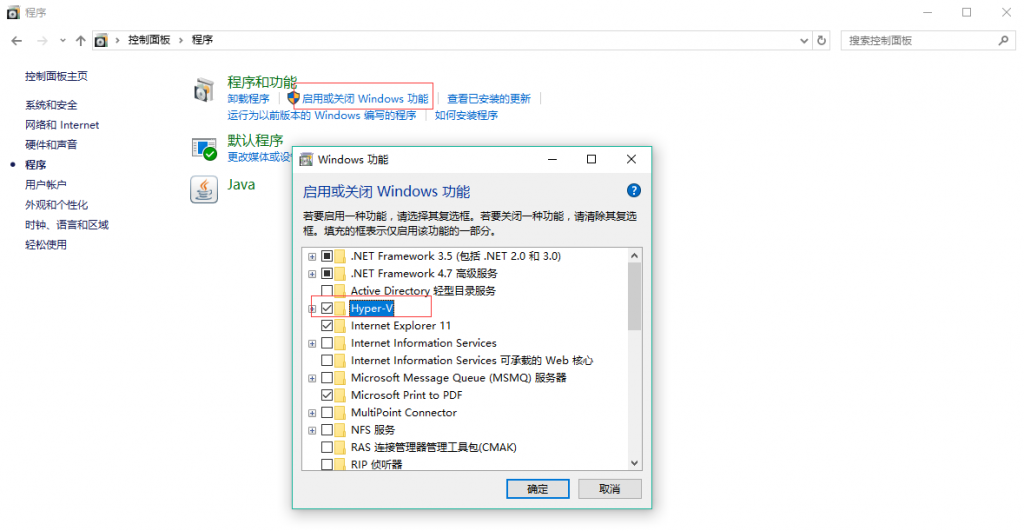 程序
控制面板 程序
搜索控制面板
控制面板主页
系统和安全
网络和 Internet
硬件和声音
程序
用户帐户
外观和个性化
时钟、语言和区域
轻松使用
程序和功能
卸载程序 启用或关闭 Windows 功能 查看已安装的更新
运行为以前版本的 Windows 编写的程序 如何安装程序
默认程序
更改媒体或设
Java
Windows 功能
启用或关闭 Windows 功能
若要启用一种功能，请选择其复选框。若要关闭一种功能，请清除其复选
框。填充的框表示仅启用该功能的一部分。
.NET Framework 3.5 (包括 .NET 2.0 和 3.0)
.NET Framework 4.7 高级服务
Active Directory 轻型目录服务
Hyper-V
Internet Explorer 11
Internet Information Services
Internet Information Services 可承载的 Web 核心
Microsoft Message Queue (MSMQ) 服务器
Microsoft Print to PDF
MultiPoint Connector
NFS 服务
RAS 连接管理器管理工具包(CMAK)
RIP 侦听器
确定 取消